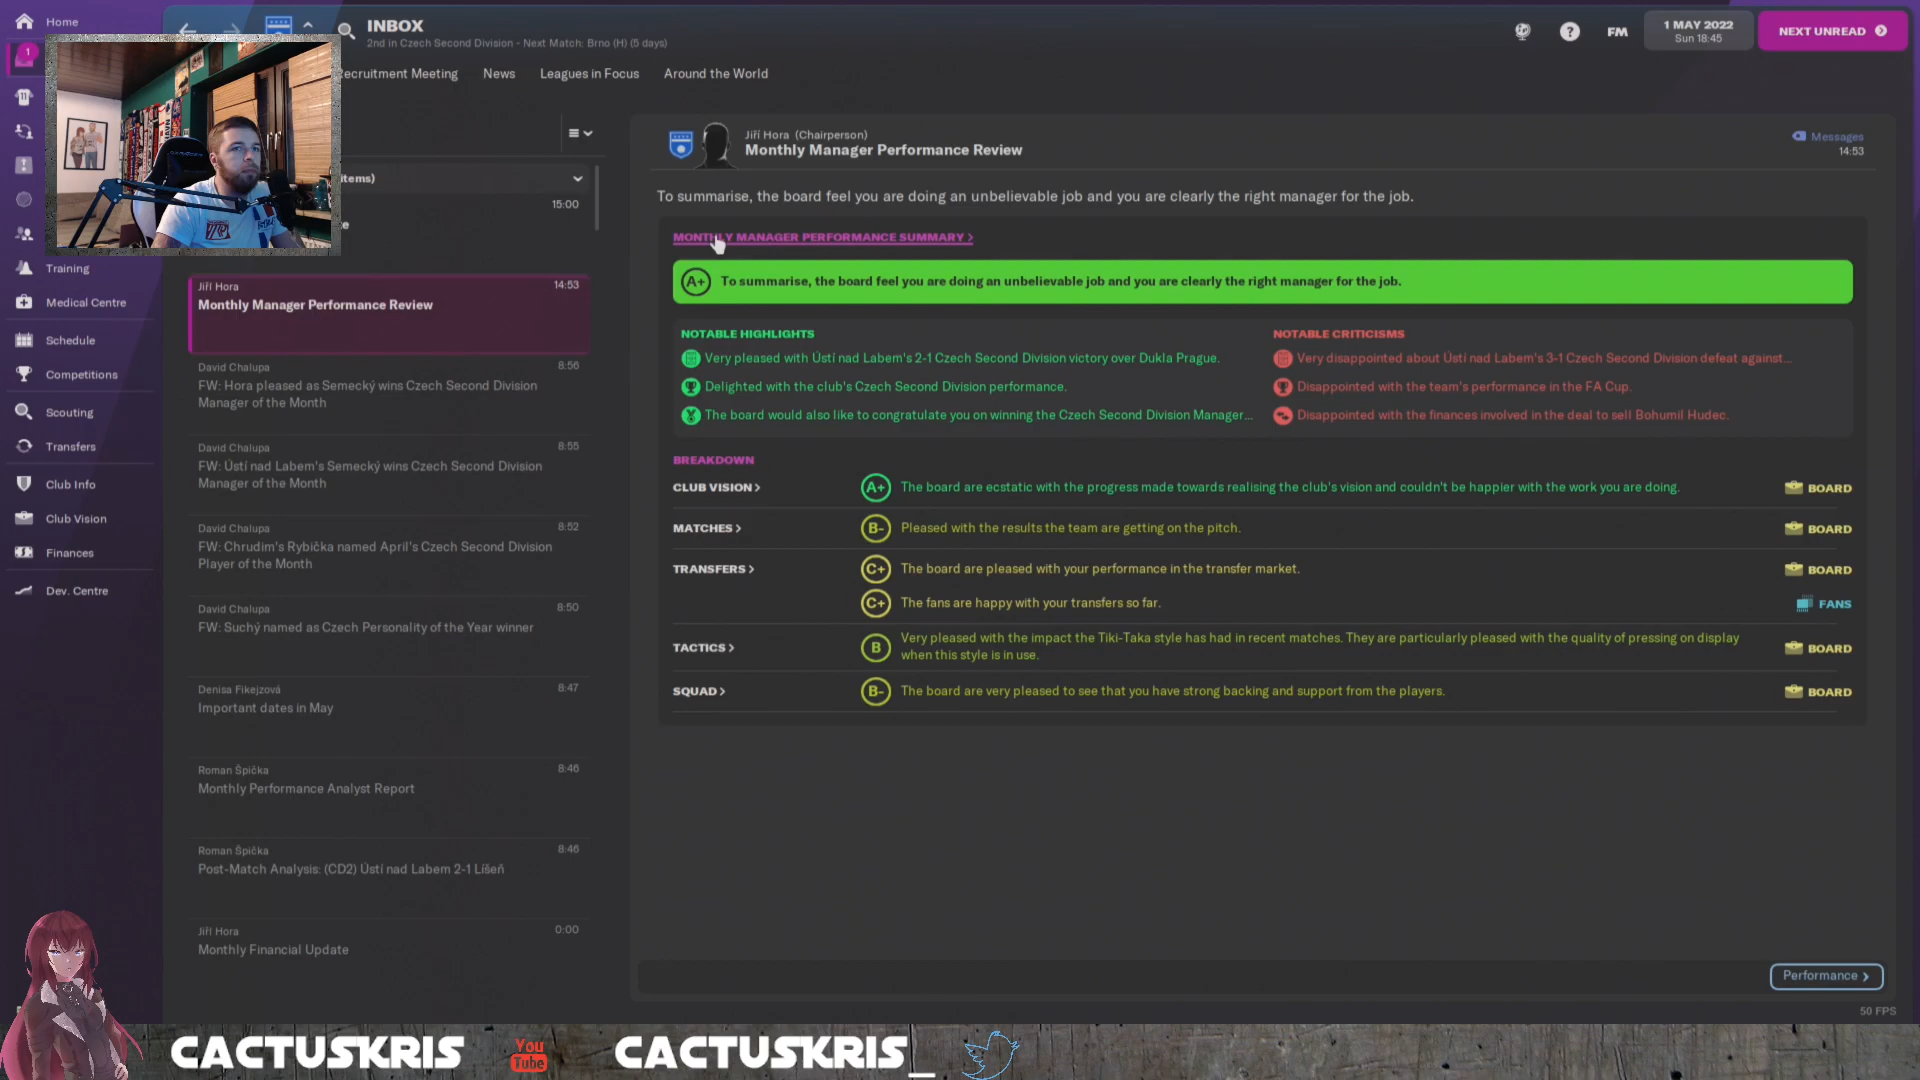 Home
INBOX
2nd in Czech Second Division - Next Match: Brno (H) (5 days)
FM
1 MAY 2022
Sun 18:45
NEXT UNREAD
1
Recruitment Meeting
News
Leagues in Focus
Around the World
Training
Medical Centre
Schedule
Competitions
Scouting
Transfers
Club Info
Club Vision
Finances
Dev. Centre
15:00
Jiří Hora
14:53
Monthly Manager Performance Review
David Chalupa
8:56
FW: Hora pleased as Semecký wins Czech Second Division
Manager of the Month
David Chalupa
8:55
FW: Ústí nad Labem's Semecký wins Czech Second Division
Manager of the Month
David Chalupa
8:52
FW: Chrudim's Rybička named April's Czech Second Division
Player of the Month
David Chalupa
8:50
FW: Suchý named as Czech Personality of the Year winner
Denisa Fikejzová
8:47
Important dates in May
Roman Špička
8:46
Monthly Performance Analyst Report
Roman Špička
8:46
Post-Match Analysis: (CD2) Ústí nad Labem 2-1 Líšeň
Jiří Hora
0:00
Monthly Financial Update
Jiří Hora (Chairperson)
Monthly Manager Performance Review
Messages
14:53
To summarise, the board feel you are doing an unbelievable job and you are clearly the right manager for the job.
MONTHLY MANAGER PERFORMANCE SUMMARY >
A+ To summarise, the board feel you are doing an unbelievable job and you are clearly the right manager for the job.
NOTABLE HIGHLIGHTS
Very pleased with Ústí nad Labem's 2-1 Czech Second Division victory over Dukla Prague.
Delighted with the club's Czech Second Division performance.
The board would also like to congratulate you on winning the Czech Second Division Manager...
NOTABLE CRITICISMS
Very disappointed about Ústí nad Labem's 3-1 Czech Second Division defeat against...
Disappointed with the team's performance in the FA Cup.
Disappointed with the finances involved in the deal to sell Bohumil Hudec.
BREAKDOWN
CLUB VISION > A+ The board are ecstatic with the progress made towards realising the club's vision and couldn't be happier with the work you are doing. BOARD
MATCHES > B- Pleased with the results the team are getting on the pitch. BOARD
TRANSFERS > C+ The board are pleased with your performance in the transfer market. BOARD
C+ The fans are happy with your transfers so far. FANS
TACTICS > B Very pleased with the impact the Tiki-Taka style has had in recent matches. They are particularly pleased with the quality of pressing on display
when this style is in use. BOARD
SQUAD > B- The board are very pleased to see that you have strong backing and support from the players. BOARD
Performance >
50 FPS
CACTUSKRIS
You
Tube
CACTUSKRIS_